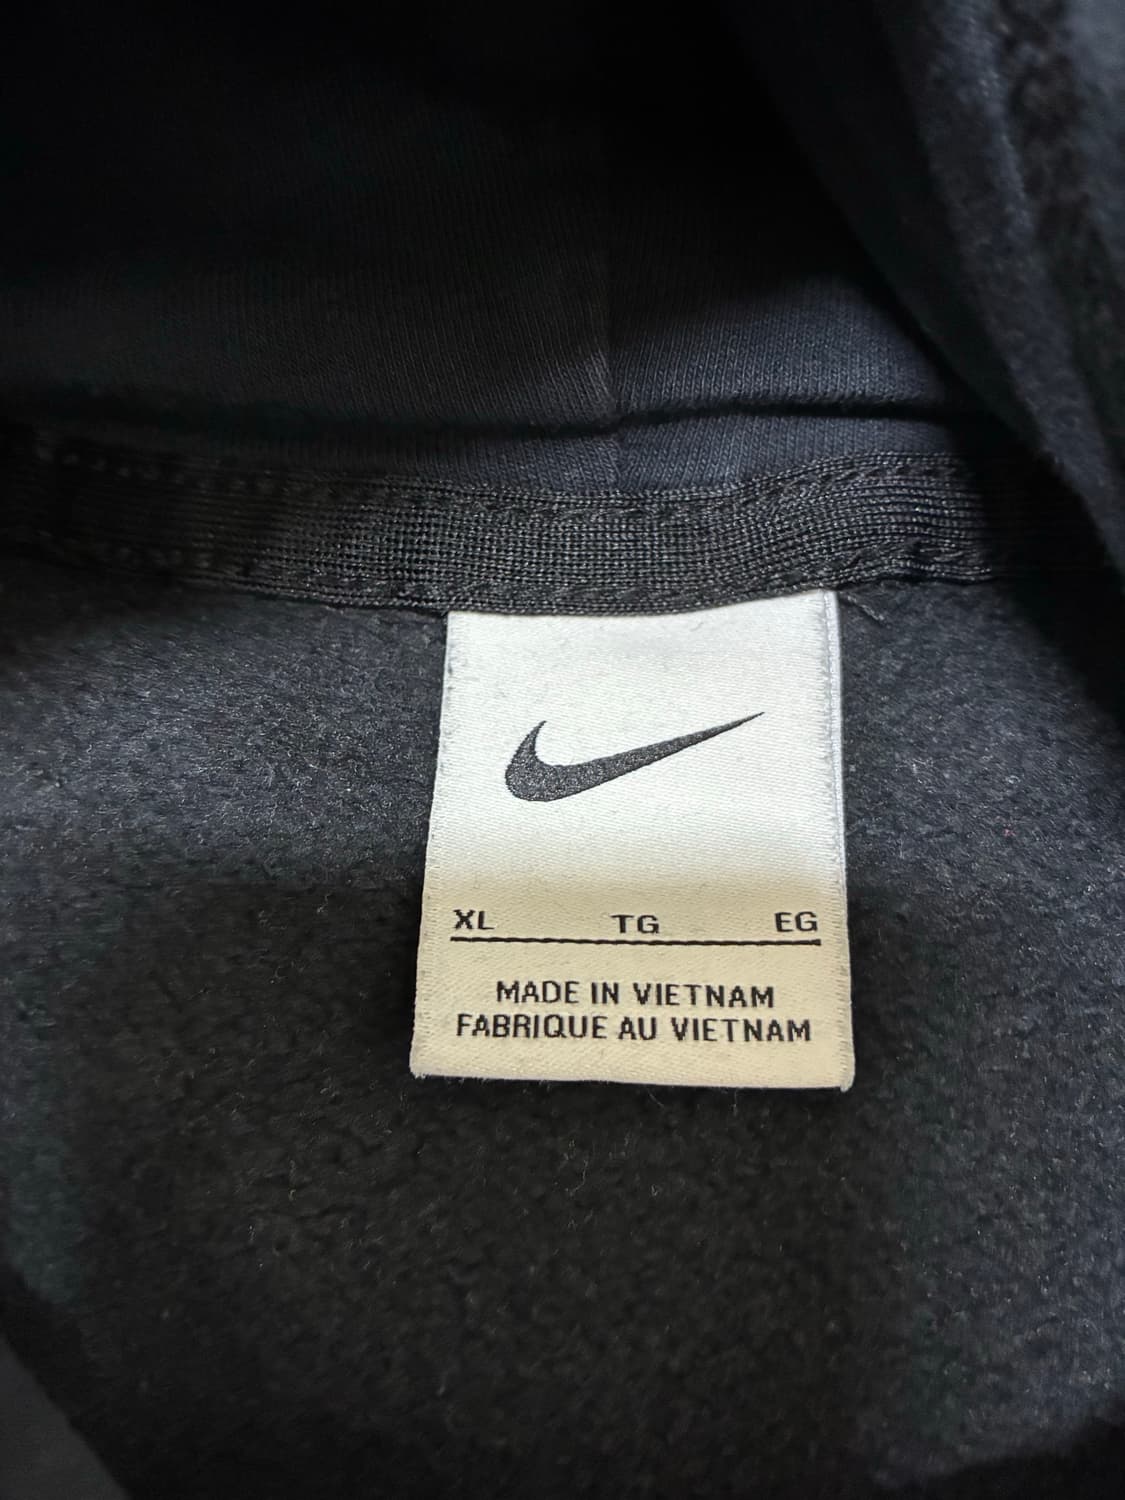 XL TG EG
MADE IN VIETNAM
FABRIQUE AU VIETNAM